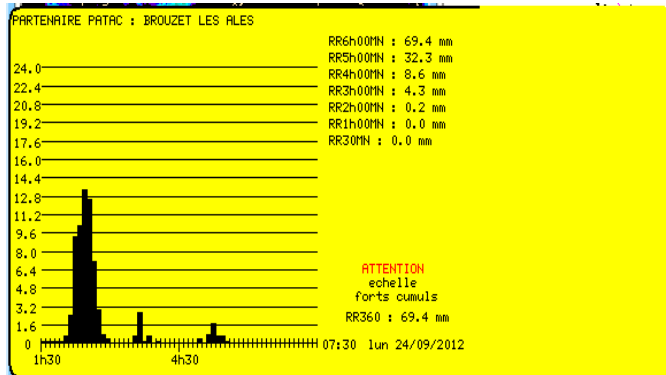 PARTENAIRE PATAC : BROUZET LES ALES
RR6h00MN : 69.4 mm
RR5h00MN : 32.3 mm
RR4h00MN : 8.6 mm
RR3h00MN : 4.3 mm
RR2h00MN : 0.2 mm
RR1h00MN : 0.0 mm
RR30MN : 0.0 mm
24.0
22.4
20.8
19.2
17.6
16.0
14.4
12.8
11.2
9.6
8.0
6.4
4.8
3.2
1.6
0
ATTENTION
echelle
forts cumuls
RR360 : 69.4 mm
07:30 lun 24/09/2012
1h30
4h30